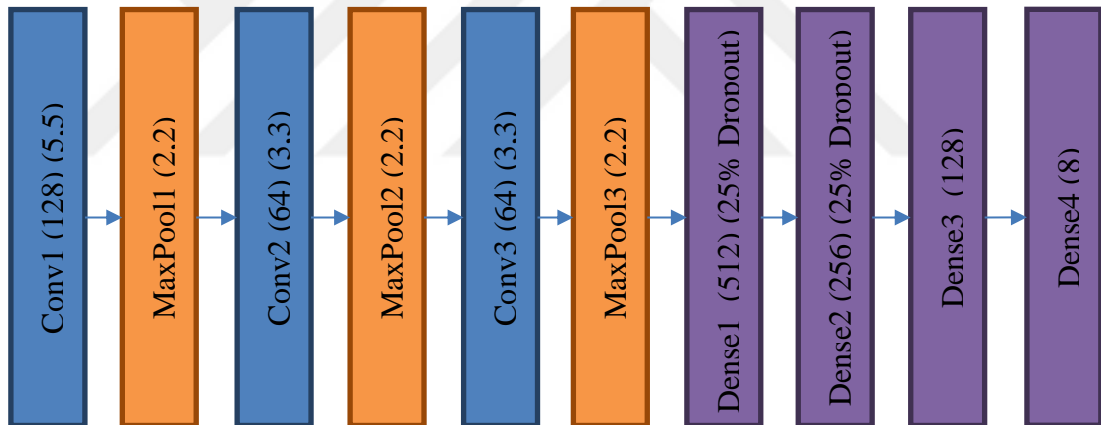 Conv1 (128) (5.5)
MaxPool1 (2.2)
Conv2 (64) (3.3)
MaxPool2 (2.2)
Conv3 (64) (3.3)
MaxPool3 (2.2)
Dense1 (512) (25% Dropout)
Dense2 (256) (25% Dropout)
Dense3 (128)
Dense4 (8)